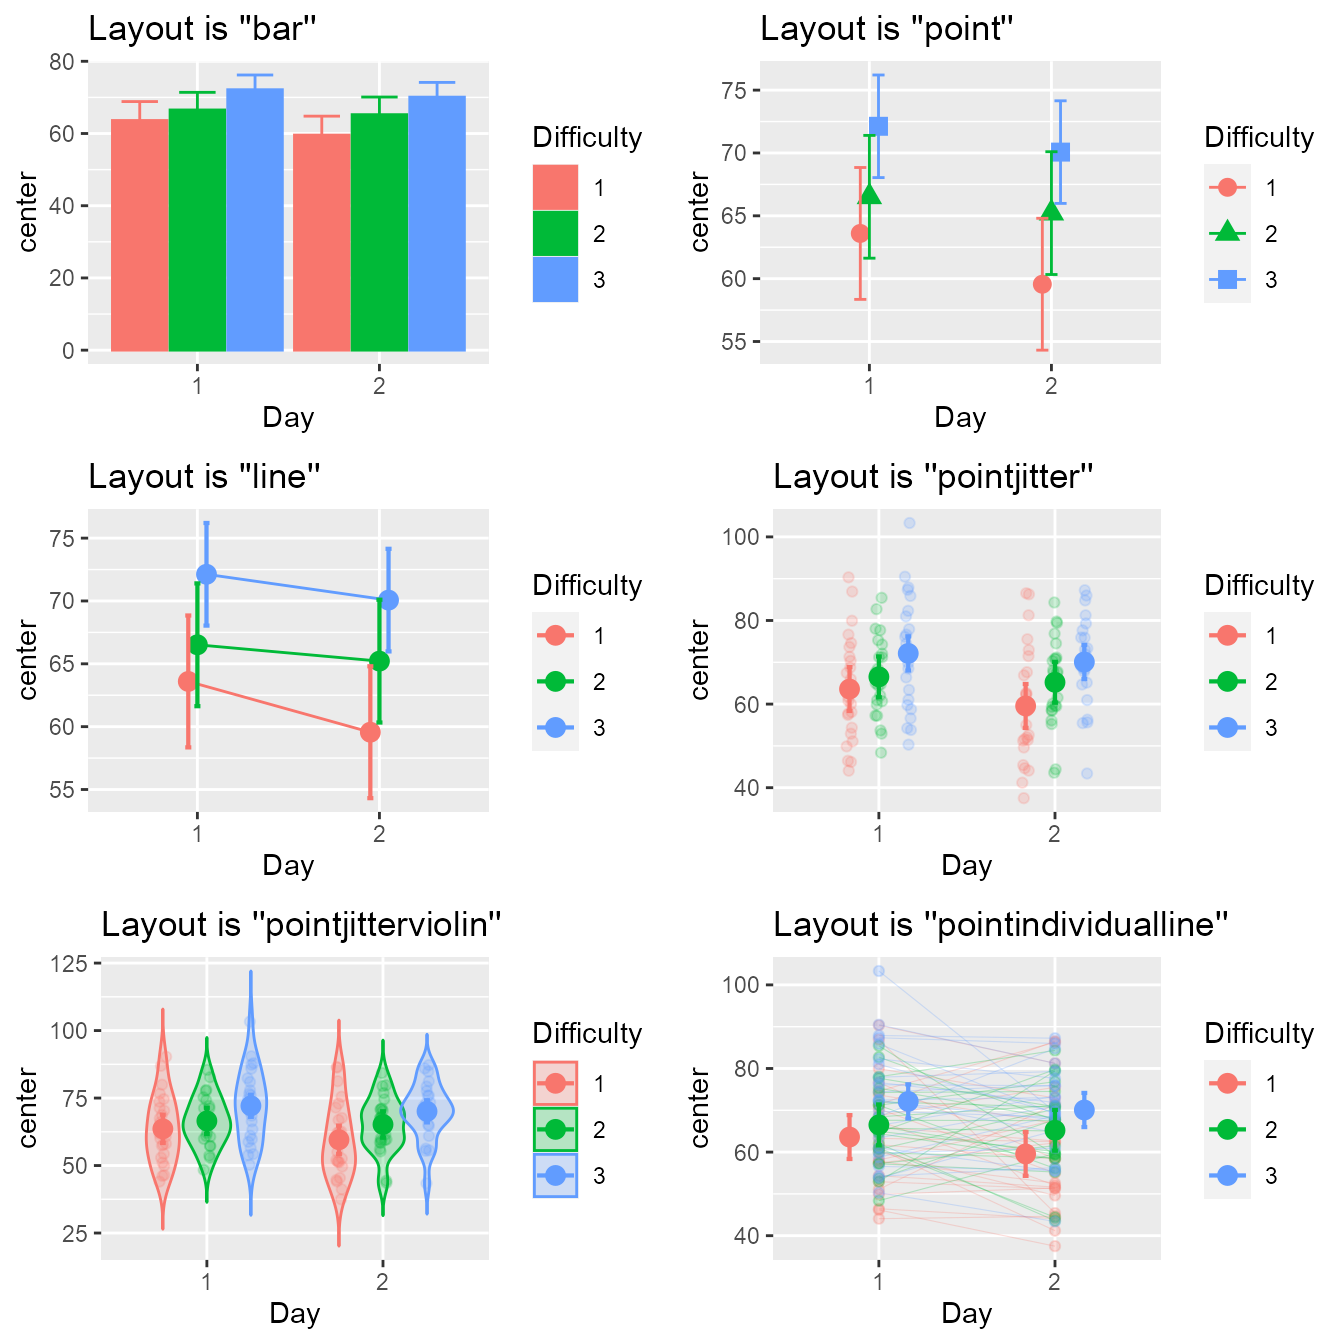 Layout is "bar"
80
60
40
20
0
center
1
2
Day
Difficulty
1
2
3
Layout is "point"
75
70
65
60
55
center
1
2
Day
Difficulty
1
2
3
Layout is "line"
75
70
65
60
55
center
1
2
Day
Difficulty
1
2
3
Layout is "pointjitter"
100
80
60
40
center
1
2
Day
Difficulty
1
2
3
Layout is "pointjitterviolin"
125
100
75
50
25
center
1
2
Day
Difficulty
1
2
3
Layout is "pointindividualline"
100
80
60
40
center
1
2
Day
Difficulty
1
2
3